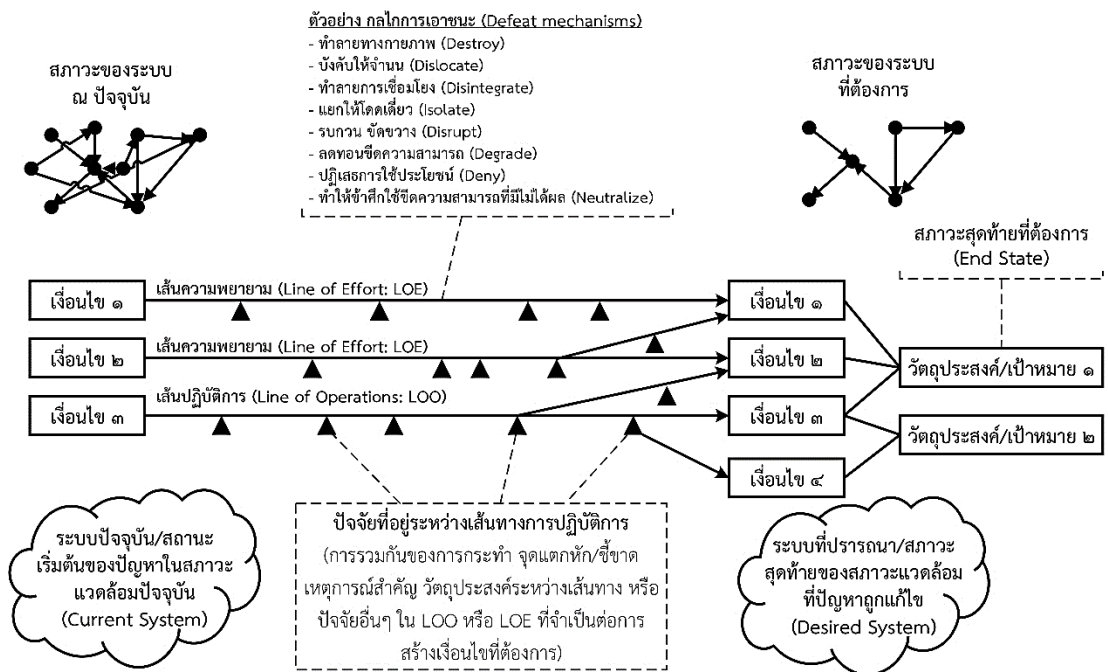 ตัวอย่าง กลไกการเอาชนะ (Defeat mechanisms)
- ทำลายทางกายภาพ (Destroy)
- บังคับให้จำนน (Dislocate)
- ทำลายการเชื่อมโยง (Disintegrate)
- แยกให้โดดเดี่ยว (Isolate)
- รบกวน ขัดขวาง (Disrupt)
- ลดทอนขีดความสามารถ (Degrade)
- ปฏิเสธการใช้ประโยชน์ (Deny)
- ทำให้ข้าศึกใช้ขีดความสามารถที่มีไม่ได้ผล (Neutralize)
สภาวะของระบบ
ณ ปัจจุบัน
สภาวะของระบบ
ที่ต้องการ
สภาวะสุดท้ายที่ต้องการ
(End State)
เงื่อนไข ๑
เส้นความพยายาม (Line of Effort: LOE)
เงื่อนไข ๑
เงื่อนไข ๒
เส้นความพยายาม (Line of Effort: LOE)
เงื่อนไข ๒
วัตถุประสงค์/เป้าหมาย ๑
เงื่อนไข ๓
เส้นปฏิบัติการ (Line of Operations: LOO)
เงื่อนไข ๓
วัตถุประสงค์/เป้าหมาย ๒
เงื่อนไข ๔
ระบบปัจจุบัน/สถานะ
เริ่มต้นของปัญหาในสภาวะ
แวดล้อมปัจจุบัน
(Current System)
ปัจจัยที่อยู่ระหว่างเส้นทางการปฏิบัติการ
(การรวมกันของการกระทำ จุดแตกหัก/ชี้ขาด
เหตุการณ์สำคัญ วัตถุประสงค์ระหว่างเส้นทาง หรือ
ปัจจัยอื่นๆ ใน LOO หรือ LOE ที่จำเป็นต่อการ
สร้างเงื่อนไขที่ต้องการ)
ระบบที่ปรารถนา/สภาวะ
สุดท้ายของสภาวะแวดล้อม
ที่ปัญหาถูกแก้ไข
(Desired System)